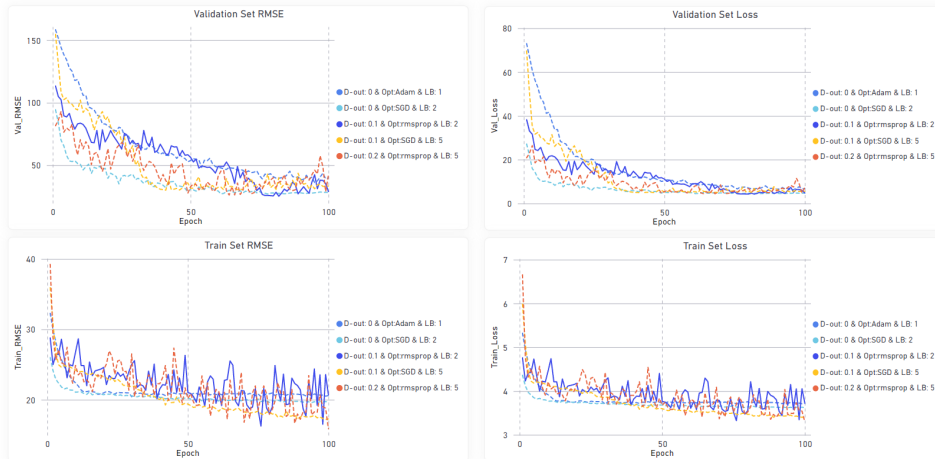 Validation Set RMSE
Val_RMSE
150
100
50
0
50
100
Epoch
D-out: 0 & Opt:Adam & LB: 1
D-out: 0 & Opt:SGD & LB: 2
D-out: 0.1 & Opt:rmsprop & LB: 2
D-out: 0.1 & Opt:SGD & LB: 5
D-out: 0.2 & Opt:rmsprop & LB: 5
Validation Set Loss
Val_Loss
80
60
40
20
0
0
50
100
Epoch
D-out: 0 & Opt:Adam & LB: 1
D-out: 0 & Opt:SGD & LB: 2
D-out: 0.1 & Opt:rmsprop & LB: 2
D-out: 0.1 & Opt:SGD & LB: 5
D-out: 0.2 & Opt:rmsprop & LB: 5
Train Set RMSE
Train_RMSE
40
30
20
0
50
100
Epoch
D-out: 0 & Opt:Adam & LB: 1
D-out: 0 & Opt:SGD & LB: 2
D-out: 0.1 & Opt:rmsprop & LB: 2
D-out: 0.1 & Opt:SGD & LB: 5
D-out: 0.2 & Opt:rmsprop & LB: 5
Train Set Loss
Train_Loss
7
6
5
4
3
0
50
100
Epoch
D-out: 0 & Opt:Adam & LB: 1
D-out: 0 & Opt:SGD & LB: 2
D-out: 0.1 & Opt:rmsprop & LB: 2
D-out: 0.1 & Opt:SGD & LB: 5
D-out: 0.2 & Opt:rmsprop & LB: 5